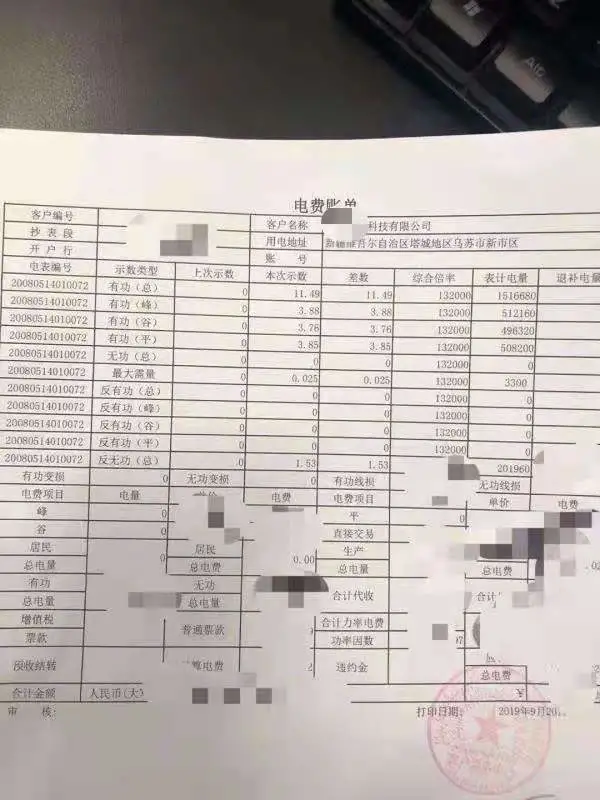 电费账单
客户编号 客户名称 科技有限公司
抄表段 用电地址 新疆维吾尔自治区塔城地区乌苏市新市区
开户行 账号
电表编号 示数类型 上次示数 本次示数 差数 综合倍率 表计电量 退补电量
20080514010072 有功（总） 0 11.49 11.49 132000 1516680
20080514010072 有功（峰） 0 3.88 3.88 132000 512160
20080514010072 有功（谷） 0 3.76 3.76 132000 496320
20080514010072 有功（平） 0 3.85 3.85 132000 508200
20080514010072 无功（总） 0 0 0 132000 0
20080514010072 最大需量 0 0.025 0.025 132000 3300
20080514010072 反有功（总） 0 0 0 132000 0
20080514010072 反有功（峰） 0 0 0 132000 0
20080514010072 反有功（谷） 0 0 0 132000 0
20080514010072 反有功（平） 0 0 0 132000 0
20080514010072 反无功（总） 0 1.53 1.53 201960
有功变损 0 无功变损 0 有功线损 无功线损
电费项目 电量 电费 电费项目 单价 电费
峰 0 平 0
谷 直接交易
居民 0 居民 0.00 生产
总电量 总电费 总电量 总电费
有功 无功 合计代收 合计
总电量 总电量
增值税 普通票款 合计力率电费
票款 功率因数
预收结转 电费 违约金 总电费
合计金额 人民币(大) ¥
审 核: 打印日期: 2019年9月20
Alt